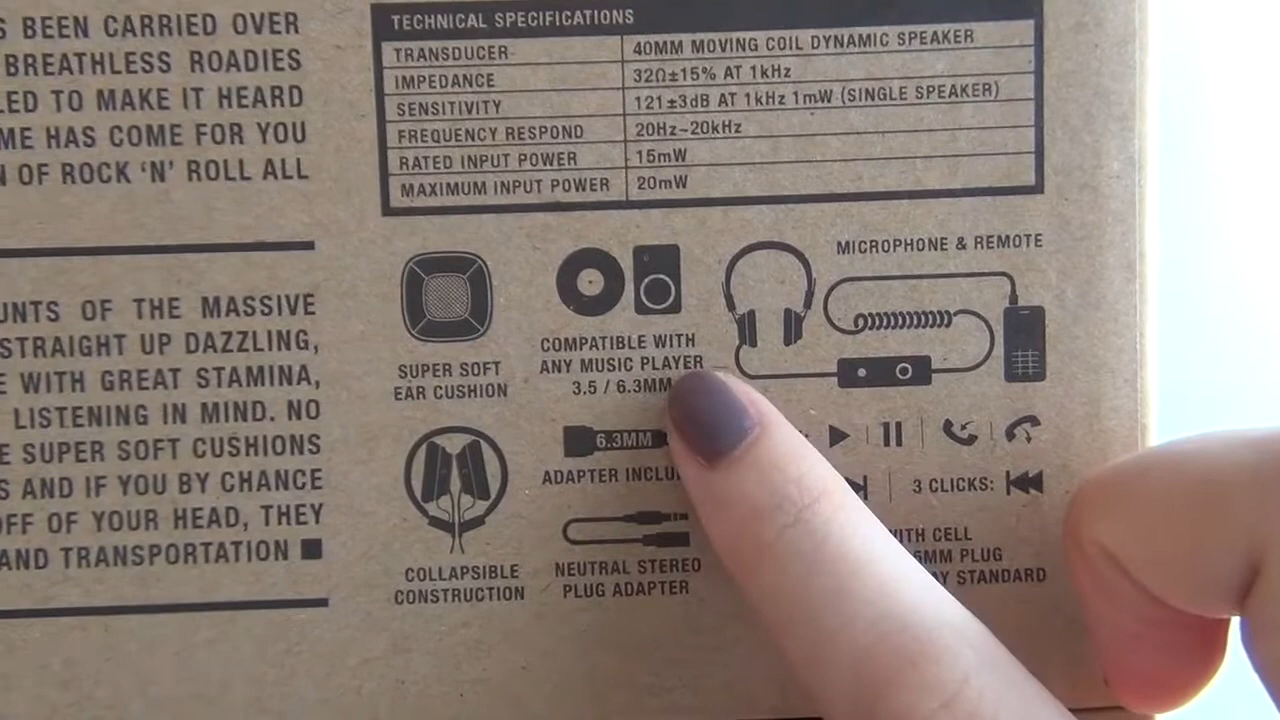 S BEEN CARRIED OVER
BREATHLESS ROADIES
LED TO MAKE IT HEARD
ME HAS COME FOR YOU
N OF ROCK 'N' ROLL ALL
UNTS OF THE MASSIVE
STRAIGHT UP DAZZLING,
E WITH GREAT STAMINA,
LISTENING IN MIND. NO
E SUPER SOFT CUSHIONS
S AND IF YOU BY CHANCE
OFF OF YOUR HEAD, THEY
AND TRANSPORTATION ■
TECHNICAL SPECIFICATIONS
TRANSDUCER 40MM MOVING COIL DYNAMIC SPEAKER
IMPEDANCE 32Ω±15% AT 1kHz
SENSITIVITY 121±3dB AT 1kHz 1mW (SINGLE SPEAKER)
FREQUENCY RESPOND 20Hz~20kHz
RATED INPUT POWER 15mW
MAXIMUM INPUT POWER 20mW
SUPER SOFT
EAR CUSHION
COMPATIBLE WITH
ANY MUSIC PLAYER
3.5 / 6.3MM
MICROPHONE & REMOTE
6.3MM
ADAPTER INCLU
3 CLICKS:
COLLAPSIBLE
CONSTRUCTION
NEUTRAL STEREO
PLUG ADAPTER
WITH CELL
5MM PLUG
AY STANDARD